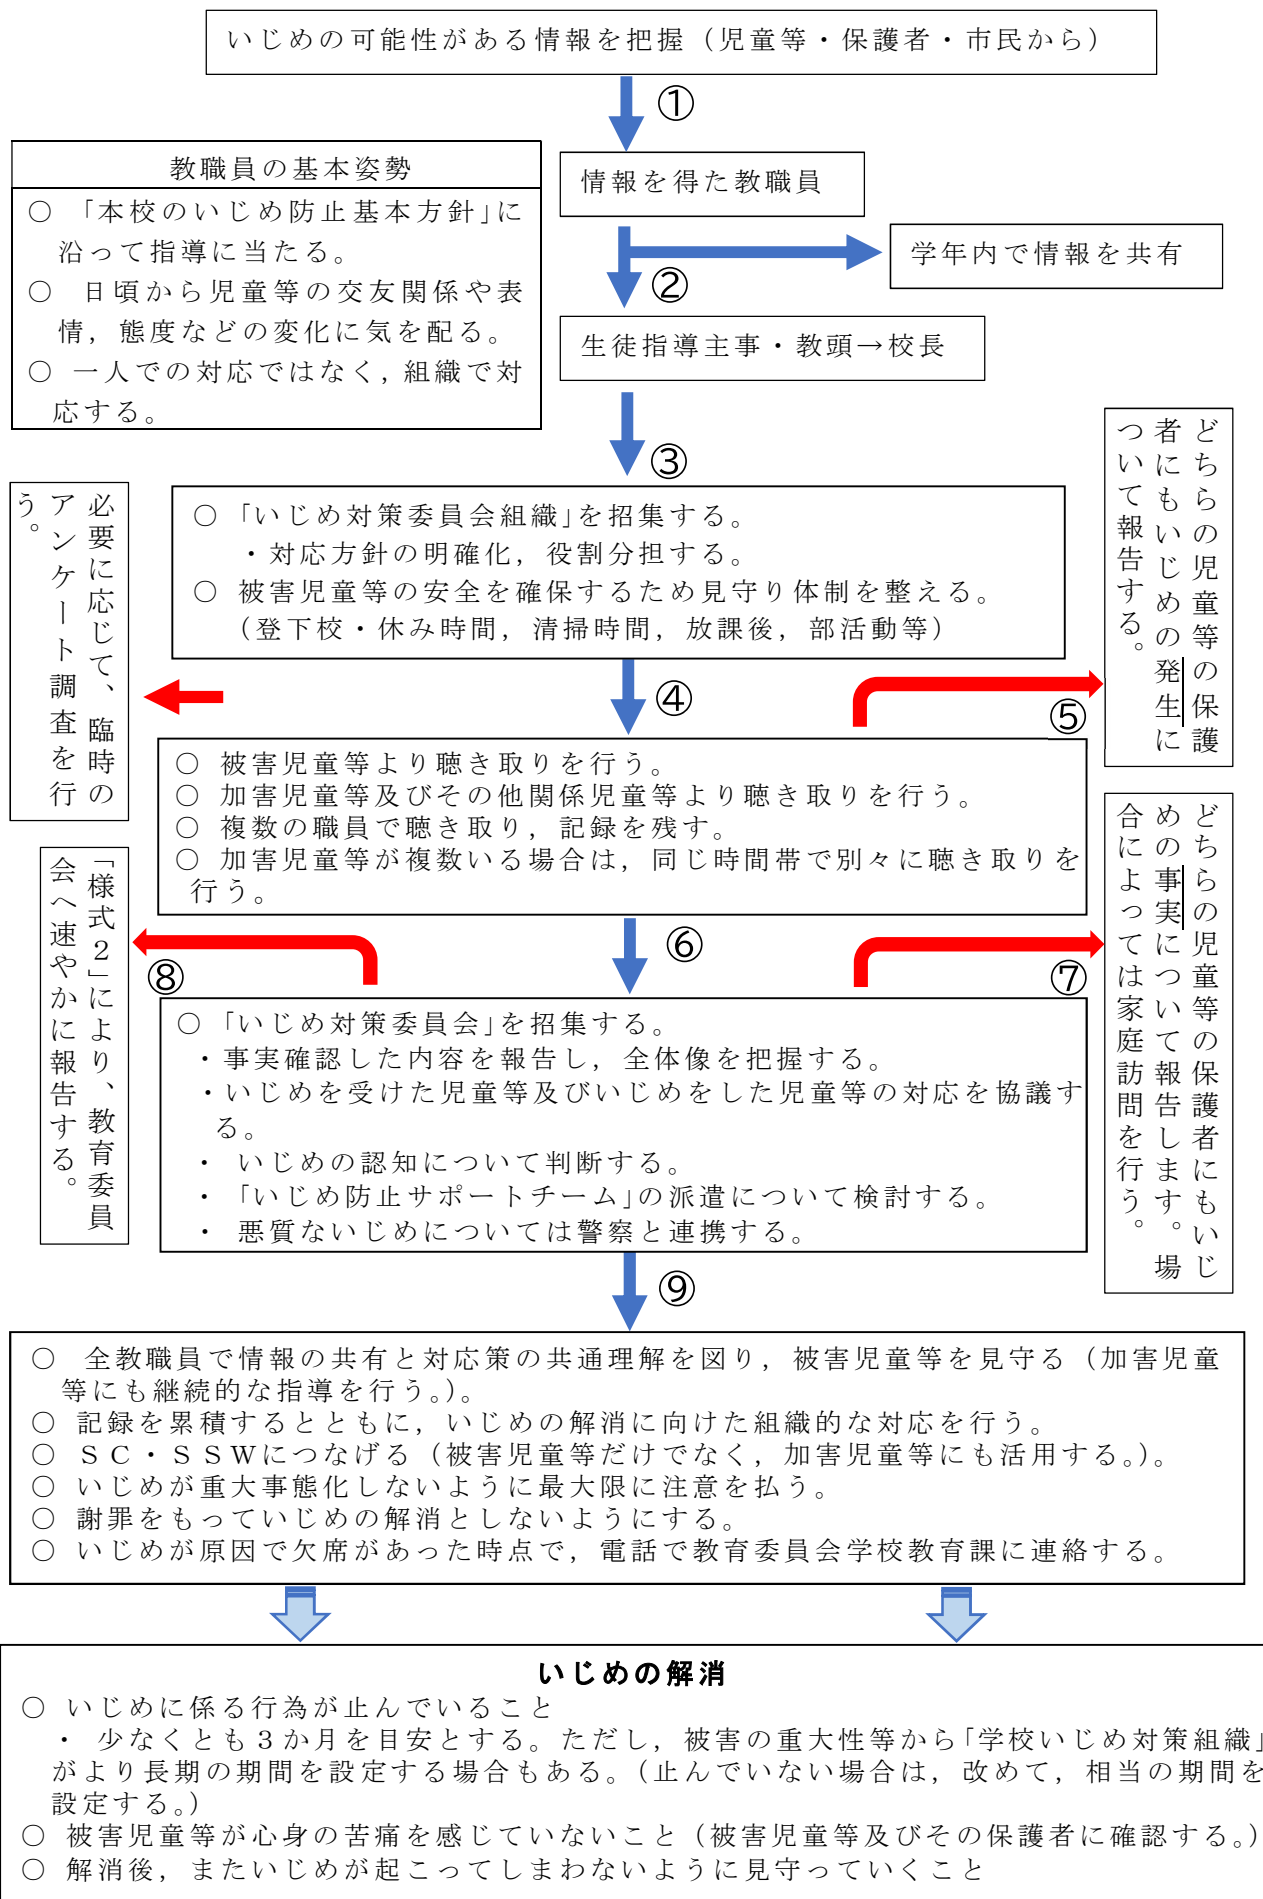 いじめの可能性がある情報を把握（児童等・保護者・市民から）
①
教職員の基本姿勢
○　「本校のいじめ防止基本方針」に
沿って指導に当たる。
○　日頃から児童等の交友関係や表
情，態度などの変化に気を配る。
○　一人での対応ではなく，組織で対
応する。
情報を得た教職員
学年内で情報を共有
②
生徒指導主事・教頭→校長
③
○「いじめ対策委員会組織」を招集する。
・対応方針の明確化，役割分担する。
○　被害児童等の安全を確保するため見守り体制を整える。
（登下校・休み時間，清掃時間，放課後，部活動等）
必要に応じて、臨時の
アンケート調査を行
う。
④
⑤
どちらの児童等の保護
者にもいじめの発生に
ついて報告する。
○　被害児童等より聴き取りを行う。
○　加害児童等及びその他関係児童等より聴き取りを行う。
○　複数の職員で聴き取り，記録を残す。
○　加害児童等が複数いる場合は，同じ時間帯で別々に聴き取りを
行う。
⑥
⑦
どちらの児童等の保護者にもいじ
めの事実について報告します。場
合によっては家庭訪問を行う。
⑧
「様式２」により、教育委員
会へ速やかに報告する。
○「いじめ対策委員会」を招集する。
・事実確認した内容を報告し，全体像を把握する。
・いじめを受けた児童等及びいじめをした児童等の対応を協議す
る。
・　いじめの認知について判断する。
・「いじめ防止サポートチーム」の派遣について検討する。
・　悪質ないじめについては警察と連携する。
⑨
○　全教職員で情報の共有と対応策の共通理解を図り，被害児童等を見守る（加害児童
等にも継続的な指導を行う。）。
○　記録を累積するとともに，いじめの解消に向けた組織的な対応を行う。
○　ＳＣ・ＳＳＷにつなげる（被害児童等だけでなく，加害児童等にも活用する。）。
○　いじめが重大事態化しないように最大限に注意を払う。
○　謝罪をもっていじめの解消としないようにする。
○　いじめが原因で欠席があった時点で，電話で教育委員会学校教育課に連絡する。
いじめの解消
○　いじめに係る行為が止んでいること
・　少なくとも３か月を目安とする。ただし，被害の重大性等から「学校いじめ対策組織」
がより長期の期間を設定する場合もある。（止んでいない場合は，改めて，相当の期間を
設定する。）
○　被害児童等が心身の苦痛を感じていないこと（被害児童等及びその保護者に確認する。）
○　解消後，またいじめが起こってしまわないように見守っていくこと